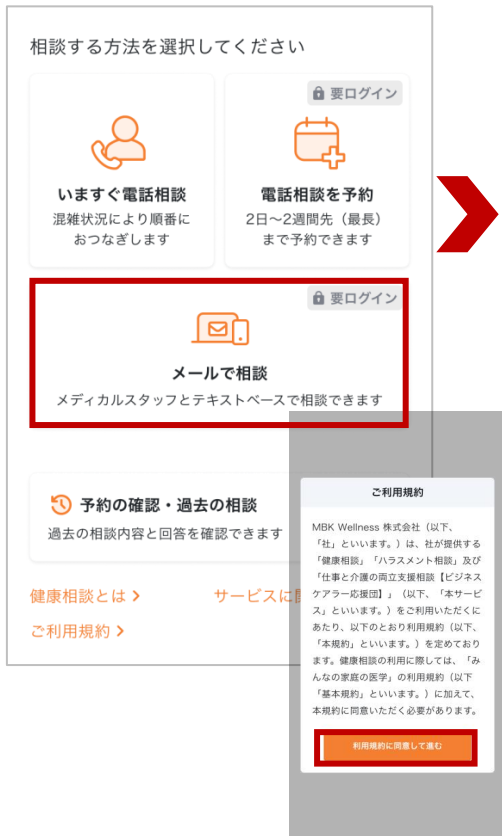 相談する方法を選択してください
要ログイン
いますぐ電話相談
混雑状況により順番に
おつなぎします
電話相談を予約
2日～2週間先（最長）
まで予約できます
要ログイン
メールで相談
メディカルスタッフとテキストベースで相談できます
予約の確認・過去の相談
過去の相談内容と回答を確認できます
健康相談とは
サービスに
ご利用規約
ご利用規約
MBK Wellness 株式会社（以下、
「社」といいます。）は、社が提供する
「健康相談」「ハラスメント相談」及び
「仕事と介護の両立支援相談【ビジネス
ケアラー応援団】」（以下、「本サービ
ス」といいます。）をご利用いただくに
あたり、以下のとおり利用規約（以下、
「本規約」といいます。）を定めており
ます。健康相談の利用に際しては、「み
んなの家庭の医学」の利用規約（以下
「基本規約」といいます。）に加えて、
本規約に同意いただく必要があります。
利用規約に同意して進む